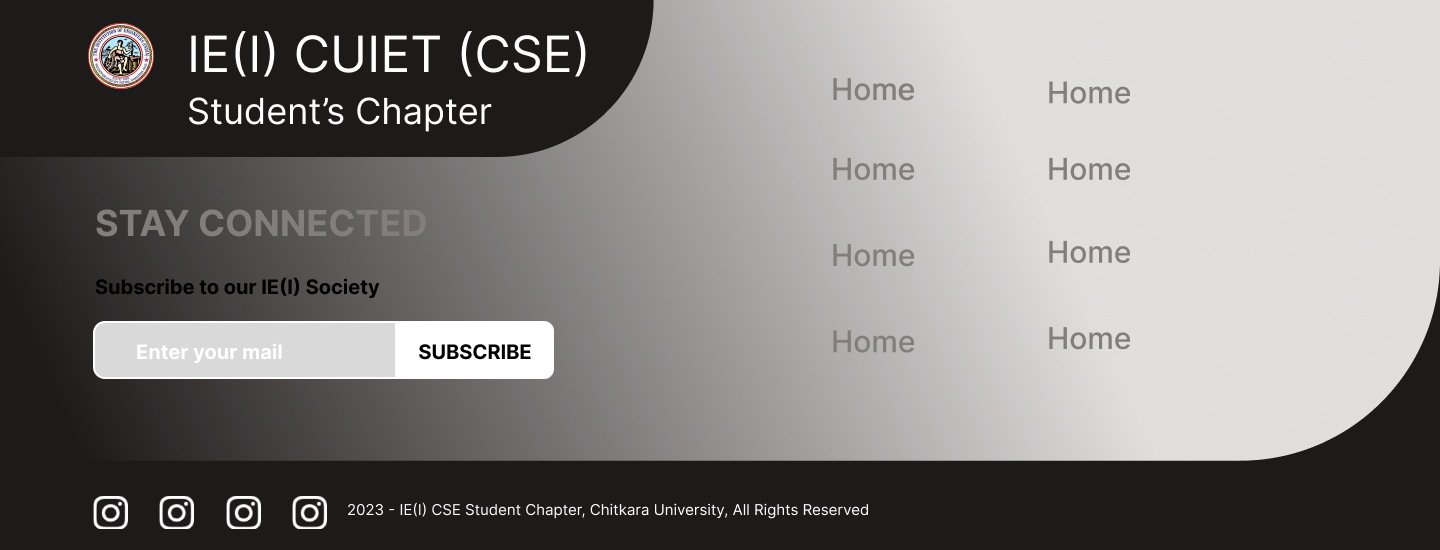 IE(I) CUIET (CSE)
Student’s Chapter
STAY CONNECTED
Subscribe to our IE(I) Society
Enter your mail
SUBSCRIBE
Home
Home
Home
Home
Home
Home
Home
Home
2023 - IE(I) CSE Student Chapter, Chitkara University, All Rights Reserved